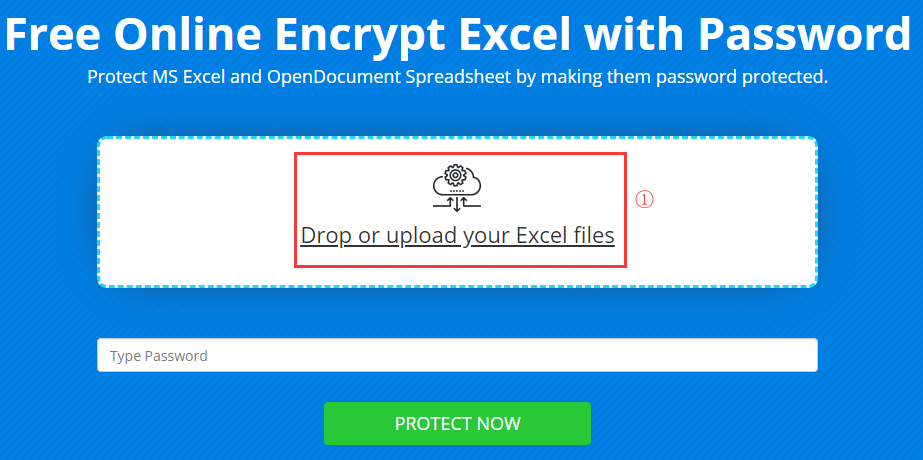 Free Online Encrypt Excel with Password
Protect MS Excel and OpenDocument Spreadsheet by making them password protected.
①
Drop or upload your Excel files
Type Password
PROTECT NOW